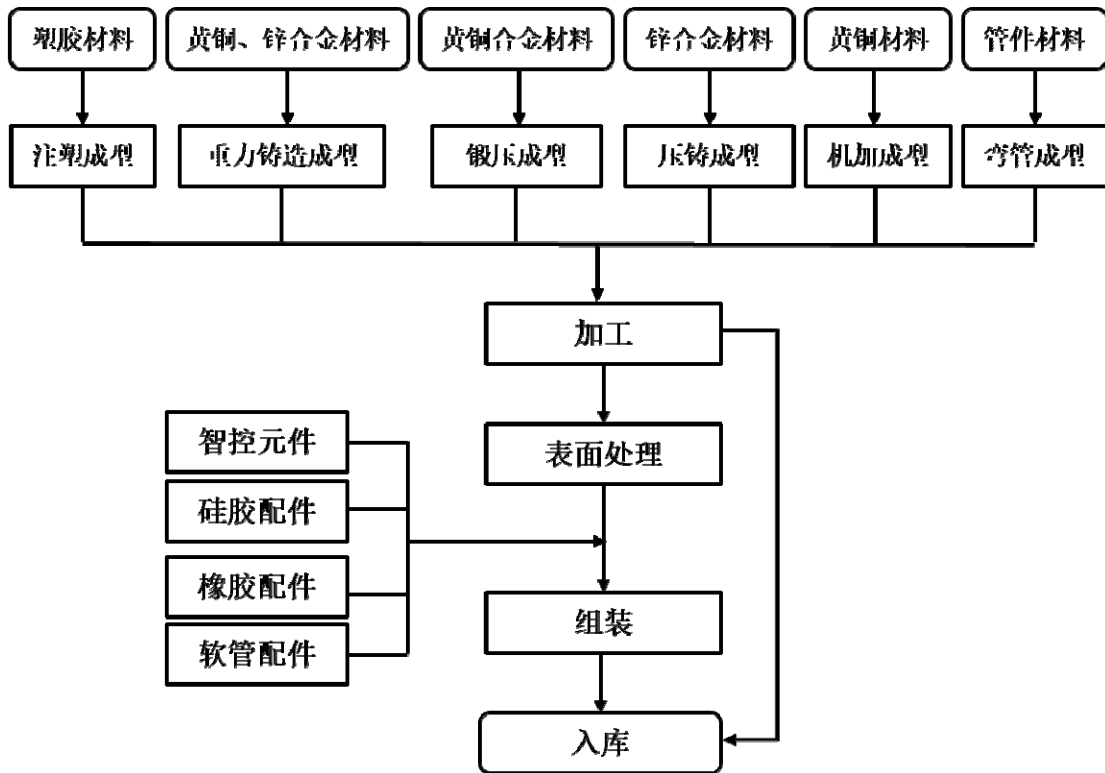 塑胶材料
黄铜、锌合金材料
黄铜合金材料
锌合金材料
黄铜材料
管件材料
注塑成型
重力铸造成型
锻压成型
压铸成型
机加成型
弯管成型
加工
智控元件
表面处理
硅胶配件
橡胶配件
组装
软管配件
入库